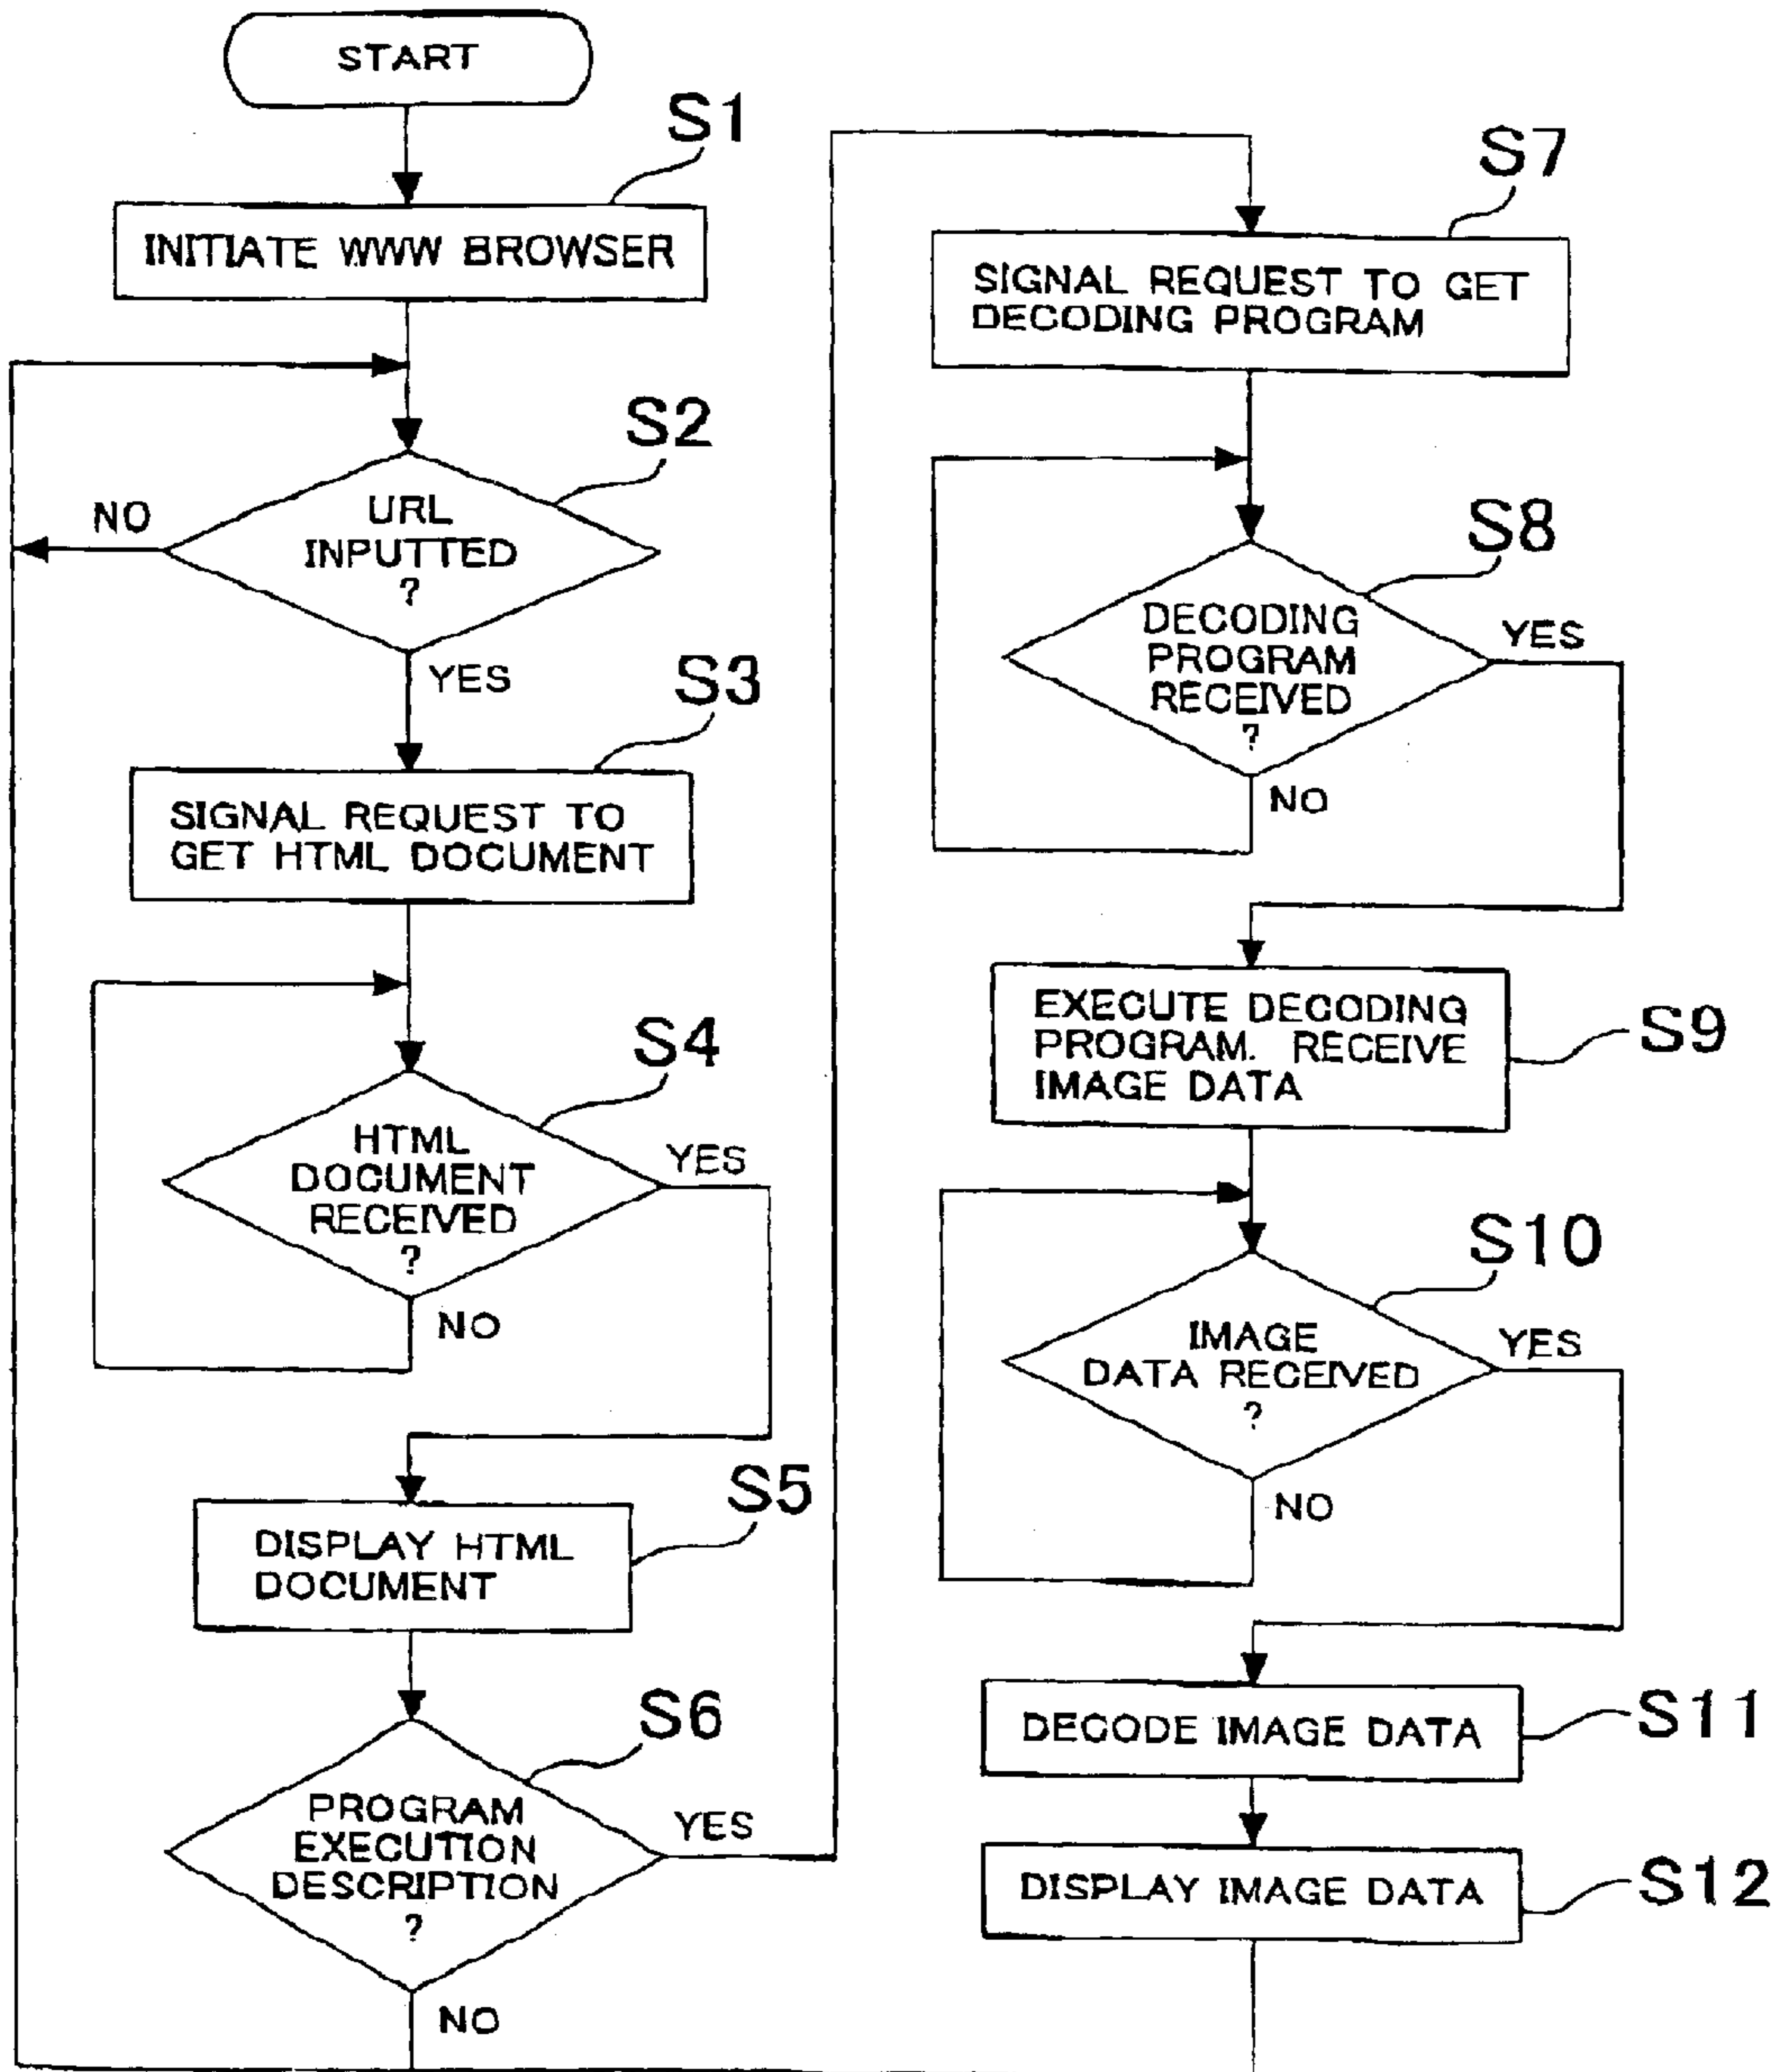 START
S1
INITIATE WWW BROWSER
S2
URL
INPUTTED
?
NO
YES
S3
SIGNAL REQUEST TO
GET HTML DOCUMENT
S4
HTML
DOCUMENT
RECEIVED
?
YES
NO
S5
DISPLAY HTML
DOCUMENT
S6
PROGRAM
EXECUTION
DESCRIPTION
?
YES
NO
S7
SIGNAL REQUEST TO GET
DECODING PROGRAM
S8
DECODING
PROGRAM
RECEIVED
?
YES
NO
EXECUTE DECODING
PROGRAM. RECEIVE
IMAGE DATA
S9
S10
IMAGE
DATA RECEIVED
?
YES
NO
DECODE IMAGE DATA
S11
DISPLAY IMAGE DATA
S12